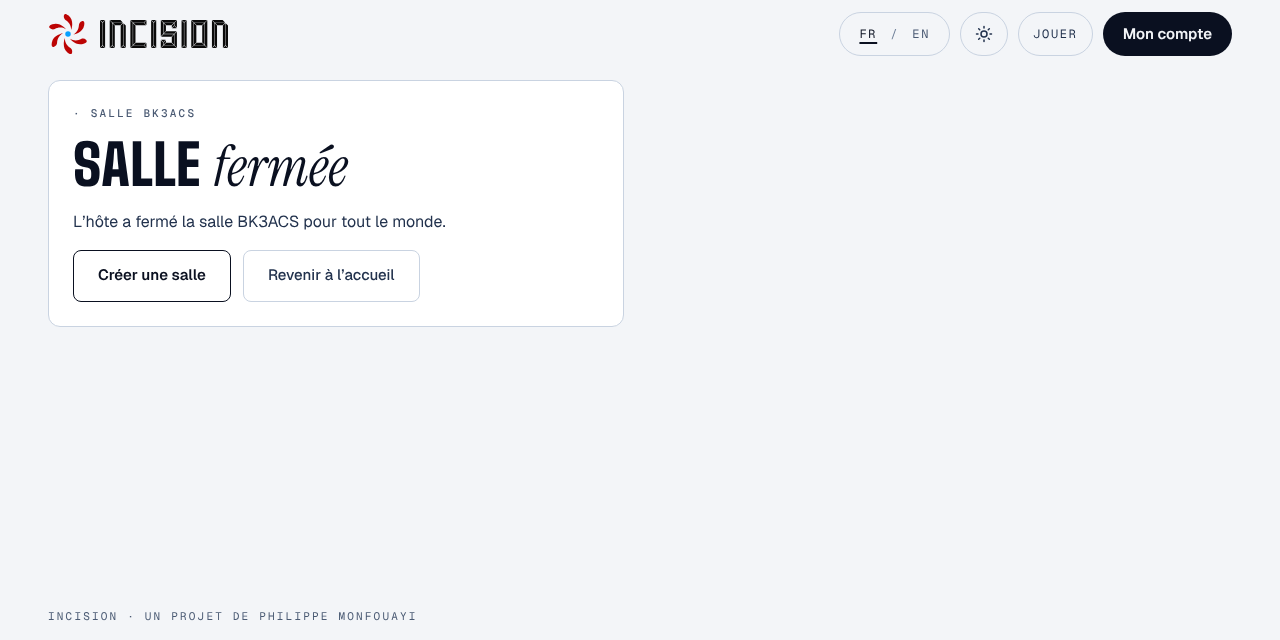 INCISION
FR / EN
JOUER
Mon compte
· SALLE BK3ACS
SALLE fermée
L’hôte a fermé la salle BK3ACS pour tout le monde.
Créer une salle
Revenir à l’accueil
INCISION · UN PROJET DE PHILIPPE MONFOUAYI